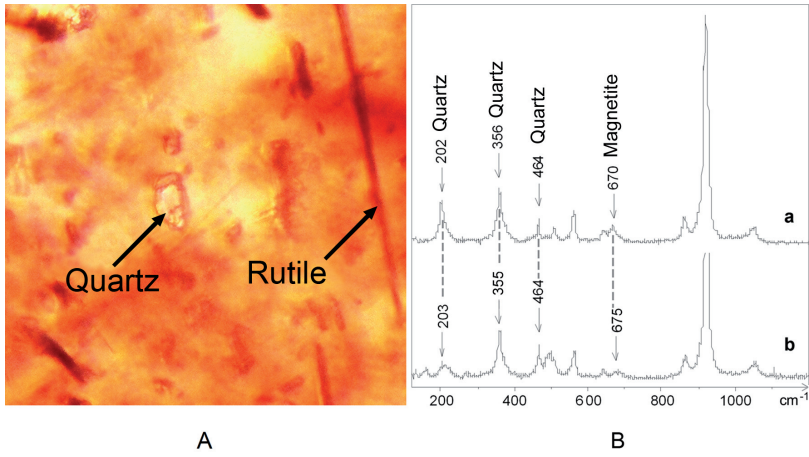 Quartz
Rutile
A
202 Quartz
356 Quartz
464 Quartz
670 Magnetite
a
203
355
464
675
b
200 400 600 800 1000 cm-1
B